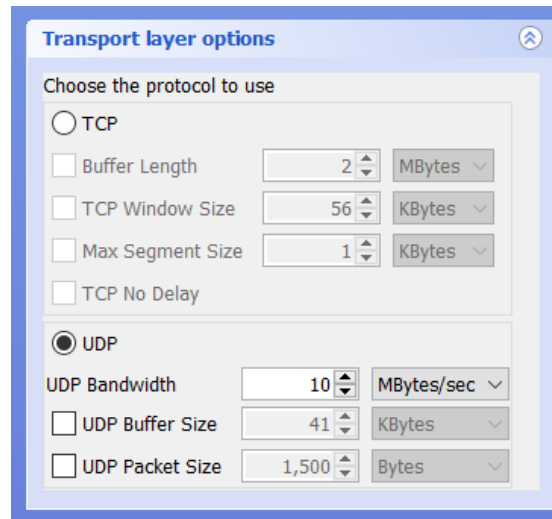 Transport layer options
Choose the protocol to use
TCP
Buffer Length 2 MBytes
TCP Window Size 56 KBytes
Max Segment Size 1 KBytes
TCP No Delay
UDP
UDP Bandwidth 10 MBytes/sec
UDP Buffer Size 41 KBytes
UDP Packet Size 1,500 Bytes